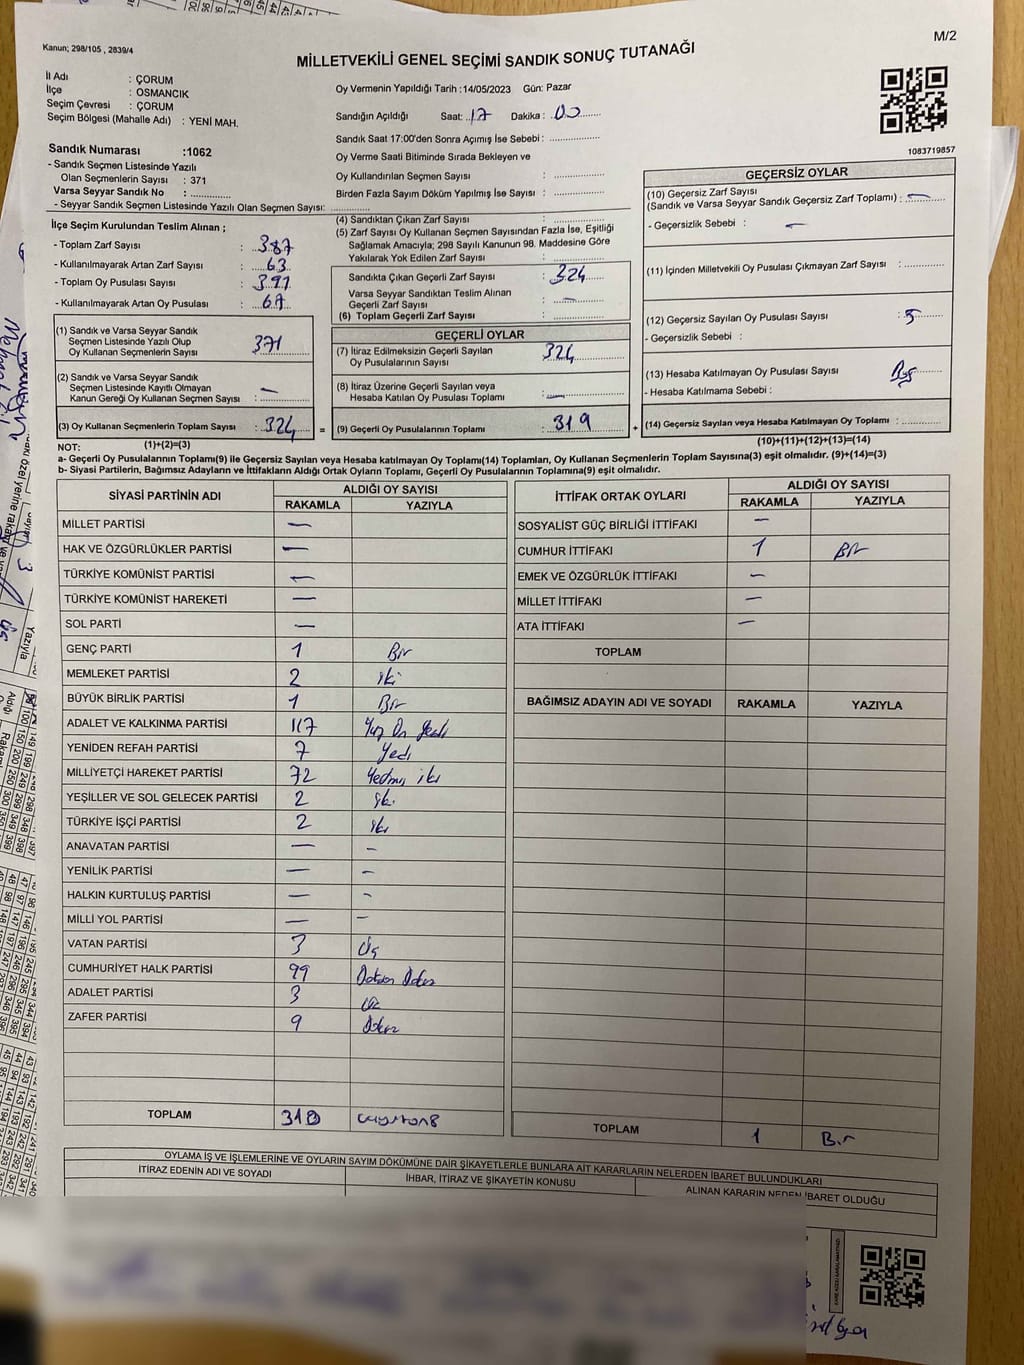 M/2
Kanun; 298/105 , 2839/4
MİLLETVEKİLİ GENEL SEÇİMİ SANDIK SONUÇ TUTANAĞI
İl Adı : ÇORUM
İlçe : OSMANCIK
Seçim Çevresi : ÇORUM
Seçim Bölgesi (Mahalle Adı) : YENİ MAH.
Oy Vermenin Yapıldığı Tarih :14/05/2023 Gün: Pazar
Sandığın Açıldığı Saat: 17 Dakika : 00
Sandık Saat 17:00'den Sonra Açımış İse Sebebi :
1083719857
Sandık Numarası :1062
- Sandık Seçmen Listesinde Yazılı
Olan Seçmenlerin Sayısı : 371
Varsa Seyyar Sandık No :
- Seyyar Sandık Seçmen Listesinde Yazılı Olan Seçmen Sayısı:
Oy Verme Saati Bitiminde Sırada Bekleyen ve
Oy Kullandırılan Seçmen Sayısı :
Birden Fazla Sayım Döküm Yapılmış İse Sayısı :
İlçe Seçim Kurulundan Teslim Alınan ;
- Toplam Zarf Sayısı : 387
- Kullanılmayarak Artan Zarf Sayısı : 63
- Toplam Oy Pusulası Sayısı : 391
- Kullanılmayarak Artan Oy Pusulası : 67
(4) Sandıktan Çıkan Zarf Sayısı :
(5) Zarf Sayısı Oy Kullanan Seçmen Sayısından Fazla İse, Eşitliği
Sağlamak Amacıyla; 298 Sayılı Kanunun 98. Maddesine Göre
Yakılarak Yok Edilen Zarf Sayısı :
Sandıkta Çıkan Geçerli Zarf Sayısı : 324
Varsa Seyyar Sandıktan Teslim Alınan
Geçerli Zarf Sayısı : —
(6) Toplam Geçerli Zarf Sayısı :
GEÇERSİZ OYLAR
(10) Geçersiz Zarf Sayısı
(Sandık ve Varsa Seyyar Sandık Geçersiz Zarf Toplamı) : —
- Geçersizlik Sebebi : —
(11) İçinden Milletvekili Oy Pusulası Çıkmayan Zarf Sayısı :
(12) Geçersiz Sayılan Oy Pusulası Sayısı : 5
- Geçersizlik Sebebi :
(13) Hesaba Katılmayan Oy Pusulası Sayısı :
- Hesaba Katılmama Sebebi :
(14) Geçersiz Sayılan veya Hesaba Katılmayan Oy Toplamı :
(10)+(11)+(12)+(13)=(14)
(1) Sandık ve Varsa Seyyar Sandık
Seçmen Listesinde Yazılı Olup
Oy Kullanan Seçmenlerin Sayısı : 371
(2) Sandık ve Varsa Seyyar Sandık
Seçmen Listesinde Kayıtlı Olmayan
Kanun Gereği Oy Kullanan Seçmen Sayısı : —
(3) Oy Kullanan Seçmenlerin Toplam Sayısı : 324 =
(1)+(2)=(3)
GEÇERLİ OYLAR
(7) İtiraz Edilmeksizin Geçerli Sayılan
Oy Pusulalarının Sayısı : 324
(8) İtiraz Üzerine Geçerli Sayılan veya
Hesaba Katılan Oy Pusulası Toplamı : —
(9) Geçerli Oy Pusulalarının Toplamı : 319 +
NOT:
a- Geçerli Oy Pusulalarının Toplamı(9) ile Geçersiz Sayılan veya Hesaba katılmayan Oy Toplamı(14) Toplamları, Oy Kullanan Seçmenlerin Toplam Sayısına(3) eşit olmalıdır. (9)+(14)=(3)
b- Siyasi Partilerin, Bağımsız Adayların ve İttifakların Aldığı Ortak Oyların Toplamı, Geçerli Oy Pusulalarının Toplamına(9) eşit olmalıdır.
SİYASİ PARTİNİN ADI ALDIĞI OY SAYISI
RAKAMLA YAZIYLA
MİLLET PARTİSİ —
HAK VE ÖZGÜRLÜKLER PARTİSİ —
TÜRKİYE KOMÜNİST PARTİSİ —
TÜRKİYE KOMÜNİST HAREKETİ —
SOL PARTİ —
GENÇ PARTİ 1 Bir
MEMLEKET PARTİSİ 2 iki
BÜYÜK BİRLİK PARTİSİ 1 Bir
ADALET VE KALKINMA PARTİSİ 117 Yüz On Yedi
YENİDEN REFAH PARTİSİ 7 Yedi
MİLLİYETÇİ HAREKET PARTİSİ 72 Yetmiş iki
YEŞİLLER VE SOL GELECEK PARTİSİ 2 iki
TÜRKİYE İŞÇİ PARTİSİ 2 iki
ANAVATAN PARTİSİ — —
YENİLİK PARTİSİ — —
HALKIN KURTULUŞ PARTİSİ — —
MİLLİ YOL PARTİSİ — —
VATAN PARTİSİ 3 Üç
CUMHURİYET HALK PARTİSİ 99 Doksan Dokuz
ADALET PARTİSİ 3 Üç
ZAFER PARTİSİ 9 Dokuz
TOPLAM 318
İTTİFAK ORTAK OYLARI ALDIĞI OY SAYISI
RAKAMLA YAZIYLA
SOSYALİST GÜÇ BİRLİĞİ İTTİFAKI —
CUMHUR İTTİFAKI 1 Bir
EMEK VE ÖZGÜRLÜK İTTİFAKI —
MİLLET İTTİFAKI —
ATA İTTİFAKI —
TOPLAM
BAĞIMSIZ ADAYIN ADI VE SOYADI RAKAMLA YAZIYLA
TOPLAM 1 Bir
OYLAMA İŞ VE İŞLEMLERİNE VE OYLARIN SAYIM DÖKÜMÜNE DAİR ŞİKAYETLERLE BUNLARA AİT KARARLARIN NELERDEN İBARET BULUNDUKLARI
İTİRAZ EDENİN ADI VE SOYADI İHBAR, İTİRAZ VE ŞİKAYETİN KONUSU ALINAN KARARIN NEDEN İBARET OLDUĞU